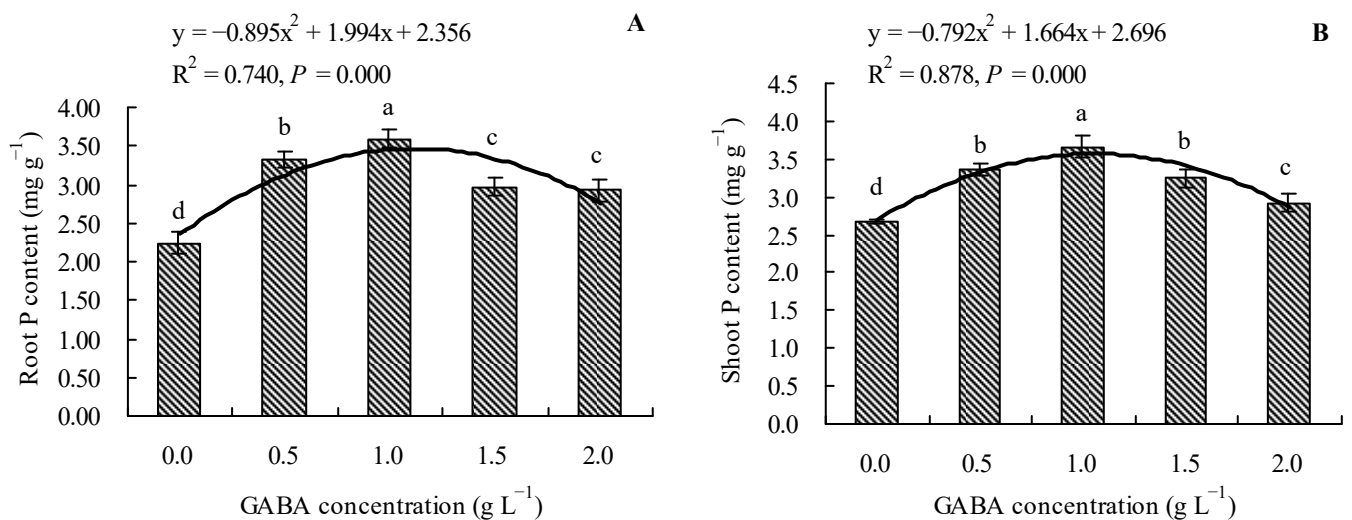 y = −0.895x² + 1.994x + 2.356
R² = 0.740, P = 0.000
A
Root P content (mg g⁻¹)
4.00
3.50
3.00
2.50
2.00
1.50
1.00
0.50
0.00
d
b
a
c
c
0.0 0.5 1.0 1.5 2.0
GABA concentration (g L⁻¹)
y = −0.792x² + 1.664x + 2.696
R² = 0.878, P = 0.000
B
Shoot P content (mg g⁻¹)
4.5
4.0
3.5
3.0
2.5
2.0
1.5
1.0
0.5
0.0
d
b
a
b
c
0.0 0.5 1.0 1.5 2.0
GABA concentration (g L⁻¹)